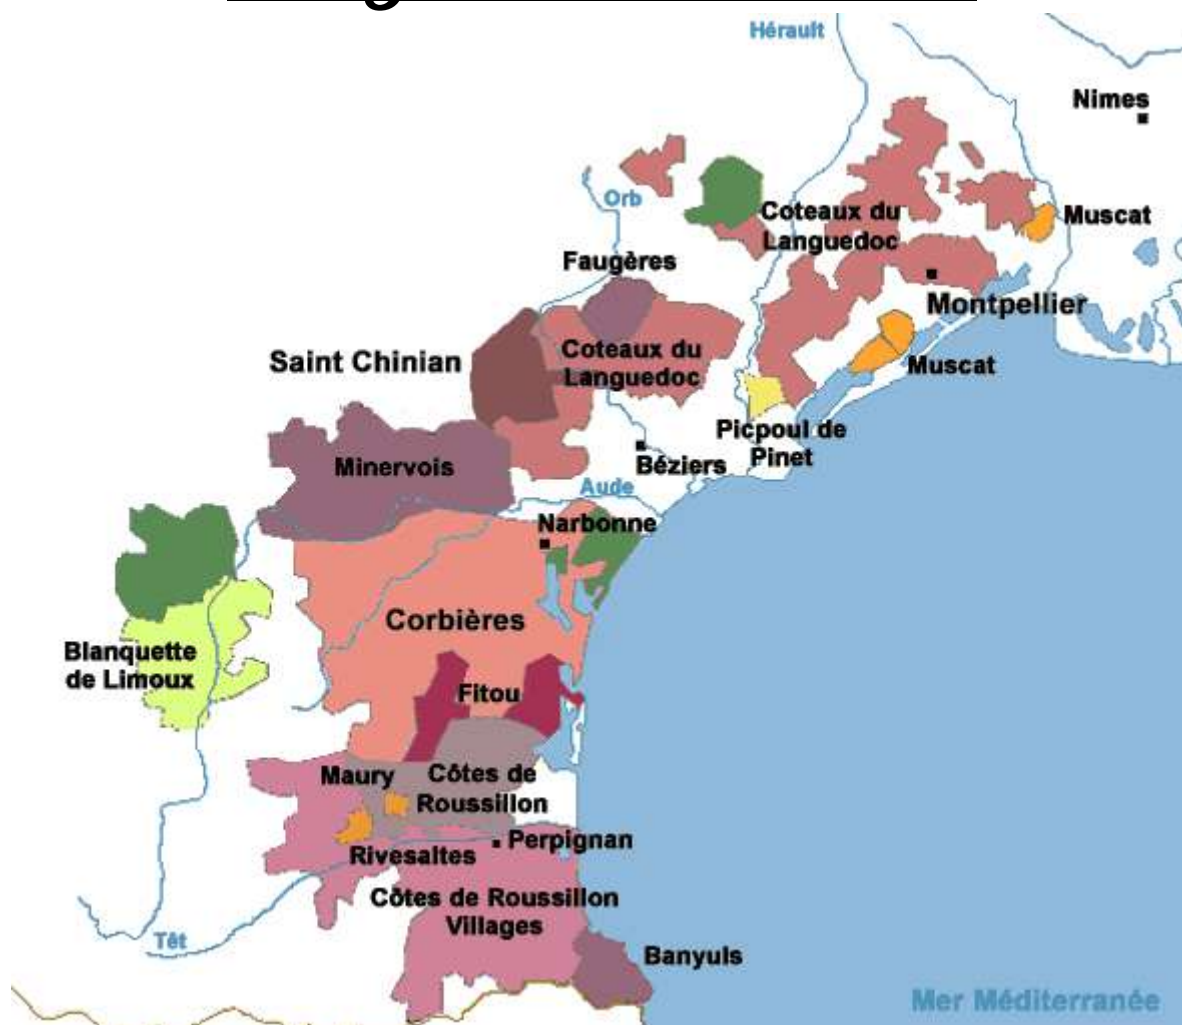 Hérault
Nimes
Orb
Coteaux du
Languedoc
Muscat
Faugères
Montpellier
Saint Chinian
Coteaux du
Languedoc
Muscat
Picpoul de
Pinet
Minervois
Béziers
Aude
Narbonne
Corbières
Blanquette
de Limoux
Fitou
Maury
Côtes de
Roussillon
Perpignan
Rivesaltes
Côtes de Roussillon
Villages
Têt
Banyuls
Mer Méditerranée